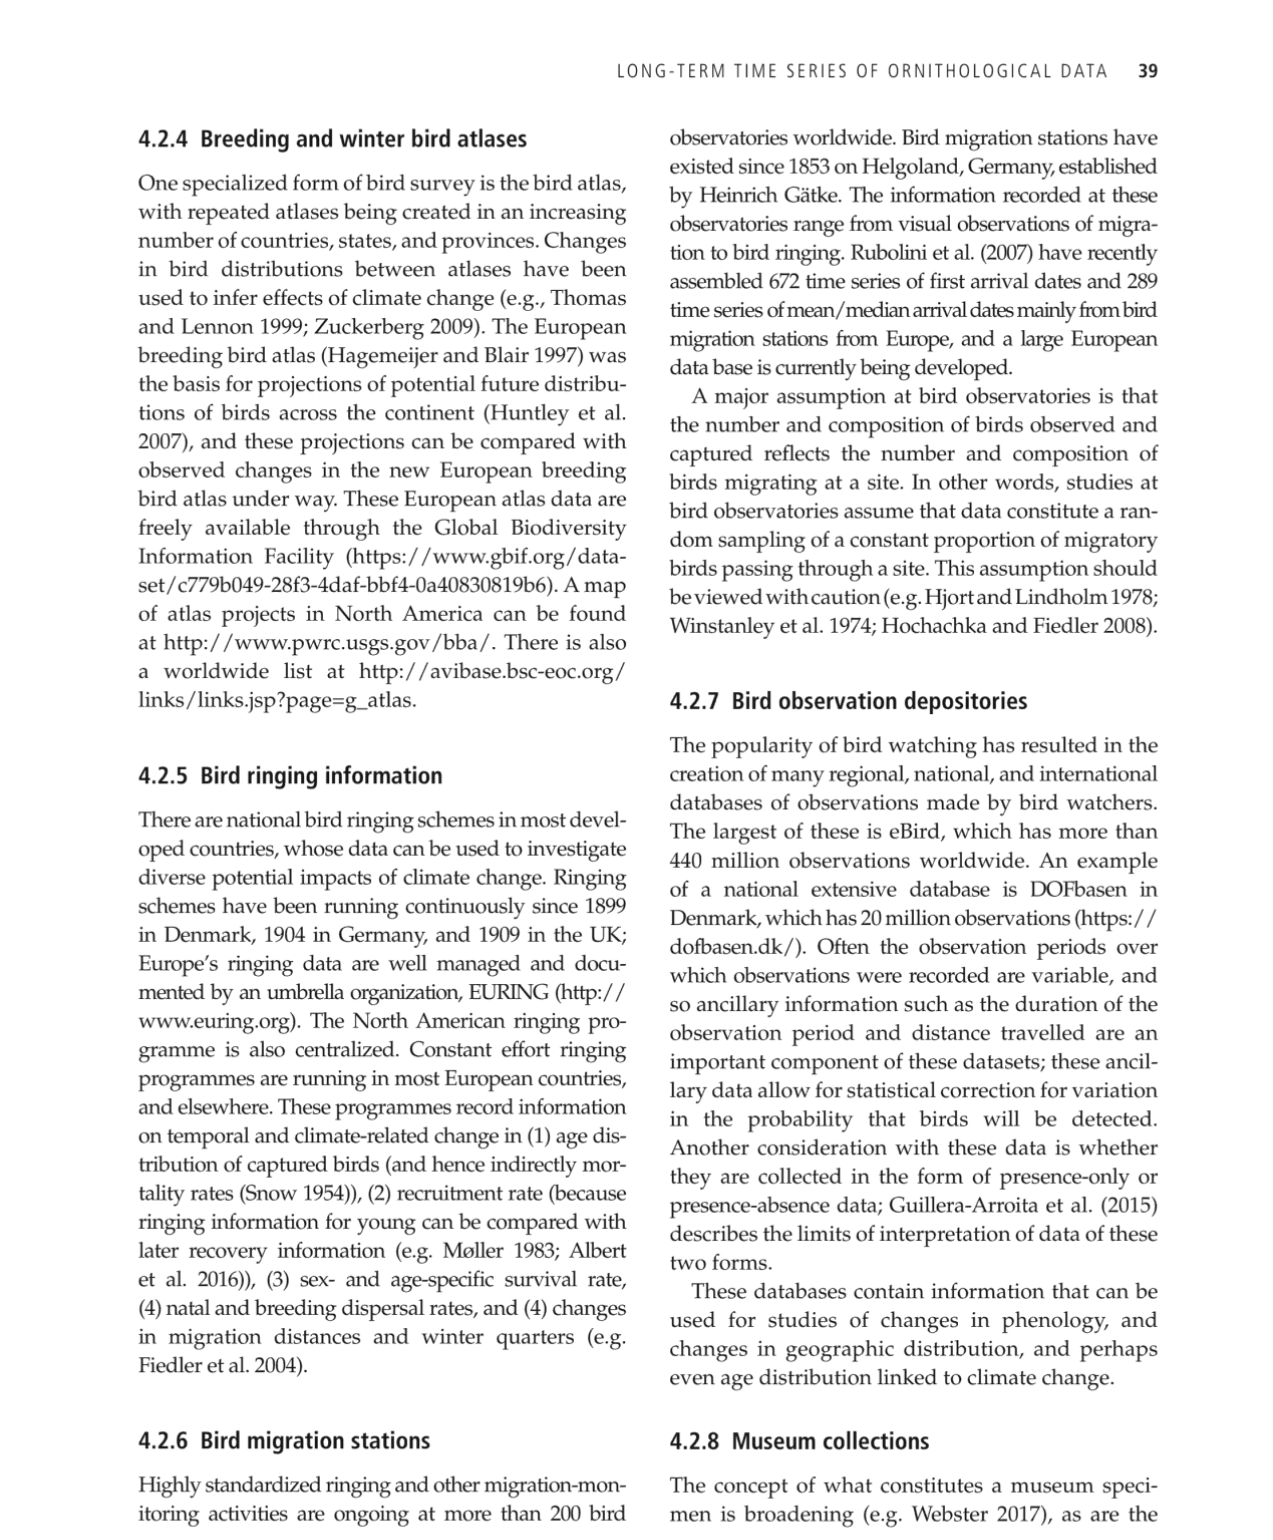 LONG-TERM TIME SERIES OF ORNITHOLOGICAL DATA 39
4.2.4 Breeding and winter bird atlases
One specialized form of bird survey is the bird atlas,
with repeated atlases being created in an increasing
number of countries, states, and provinces. Changes
in bird distributions between atlases have been
used to infer effects of climate change (e.g., Thomas
and Lennon 1999; Zuckerberg 2009). The European
breeding bird atlas (Hagemeijer and Blair 1997) was
the basis for projections of potential future distribu-
tions of birds across the continent (Huntley et al.
2007), and these projections can be compared with
observed changes in the new European breeding
bird atlas under way. These European atlas data are
freely available through the Global Biodiversity
Information Facility (https://www.gbif.org/data-
set/c779b049-28f3-4daf-bbf4-0a40830819b6). A map
of atlas projects in North America can be found
at http://www.pwrc.usgs.gov/bba/. There is also
a worldwide list at http://avibase.bsc-eoc.org/
links/links.jsp?page=g_atlas.
4.2.5 Bird ringing information
There are national bird ringing schemes in most devel-
oped countries, whose data can be used to investigate
diverse potential impacts of climate change. Ringing
schemes have been running continuously since 1899
in Denmark, 1904 in Germany, and 1909 in the UK;
Europe's ringing data are well managed and docu-
mented by an umbrella organization, EURING (http://
www.euring.org). The North American ringing pro-
gramme is also centralized. Constant effort ringing
programmes are running in most European countries,
and elsewhere. These programmes record information
on temporal and climate-related change in (1) age dis-
tribution of captured birds (and hence indirectly mor-
tality rates (Snow 1954)), (2) recruitment rate (because
ringing information for young can be compared with
later recovery information (e.g. Møller 1983; Albert
et al. 2016)), (3) sex- and age-specific survival rate,
(4) natal and breeding dispersal rates, and (4) changes
in migration distances and winter quarters (e.g.
Fiedler et al. 2004).
4.2.6 Bird migration stations
Highly standardized ringing and other migration-mon-
itoring activities are ongoing at more than 200 bird
observatories worldwide. Bird migration stations have
existed since 1853 on Helgoland, Germany, established
by Heinrich Gätke. The information recorded at these
observatories range from visual observations of migra-
tion to bird ringing. Rubolini et al. (2007) have recently
assembled 672 time series of first arrival dates and 289
time series of mean/median arrival dates mainly from bird
migration stations from Europe, and a large European
data base is currently being developed.
A major assumption at bird observatories is that
the number and composition of birds observed and
captured reflects the number and composition of
birds migrating at a site. In other words, studies at
bird observatories assume that data constitute a ran-
dom sampling of a constant proportion of migratory
birds passing through a site. This assumption should
be viewed with caution (e.g. Hjort and Lindholm 1978;
Winstanley et al. 1974; Hochachka and Fiedler 2008).
4.2.7 Bird observation depositories
The popularity of bird watching has resulted in the
creation of many regional, national, and international
databases of observations made by bird watchers.
The largest of these is eBird, which has more than
440 million observations worldwide. An example
of a national extensive database is DOFbasen in
Denmark, which has 20 million observations (https://
dofbasen.dk/). Often the observation periods over
which observations were recorded are variable, and
so ancillary information such as the duration of the
observation period and distance travelled are an
important component of these datasets; these ancil-
lary data allow for statistical correction for variation
in the probability that birds will be detected.
Another consideration with these data is whether
they are collected in the form of presence-only or
presence-absence data; Guillera-Arroita et al. (2015)
describes the limits of interpretation of data of these
two forms.
These databases contain information that can be
used for studies of changes in phenology, and
changes in geographic distribution, and perhaps
even age distribution linked to climate change.
4.2.8 Museum collections
The concept of what constitutes a museum speci-
men is broadening (e.g. Webster 2017), as are the